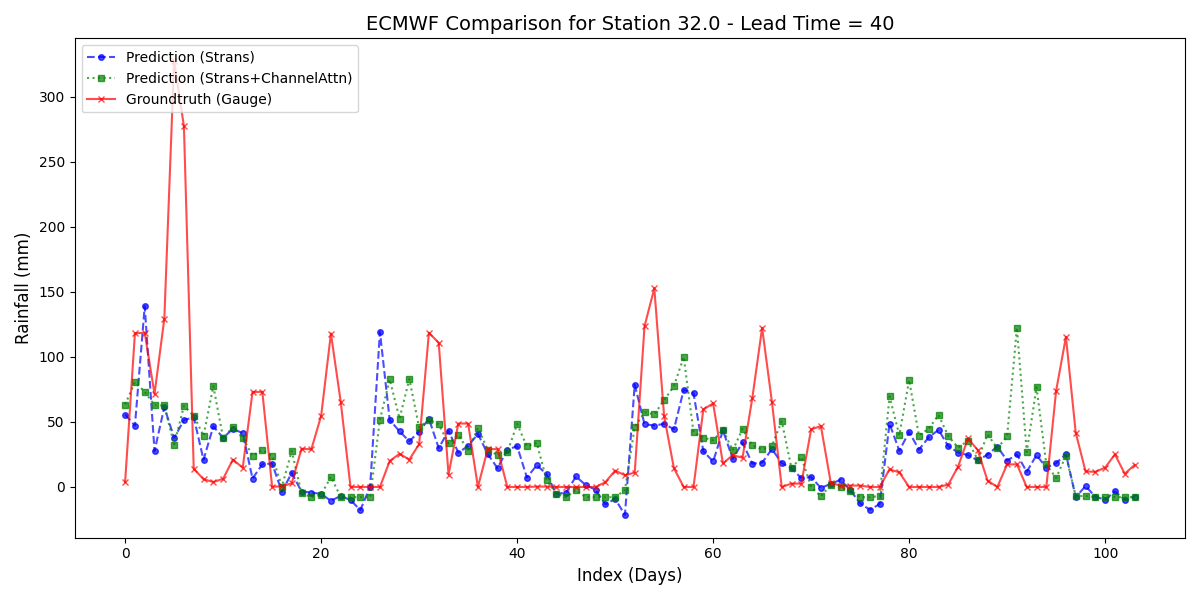 ECMWF Comparison for Station 32.0 - Lead Time = 40
Prediction (Strans)
Prediction (Strans+ChannelAttn)
Groundtruth (Gauge)
Rainfall (mm)
300
250
200
150
100
50
0
0 20 40 60 80 100
Index (Days)